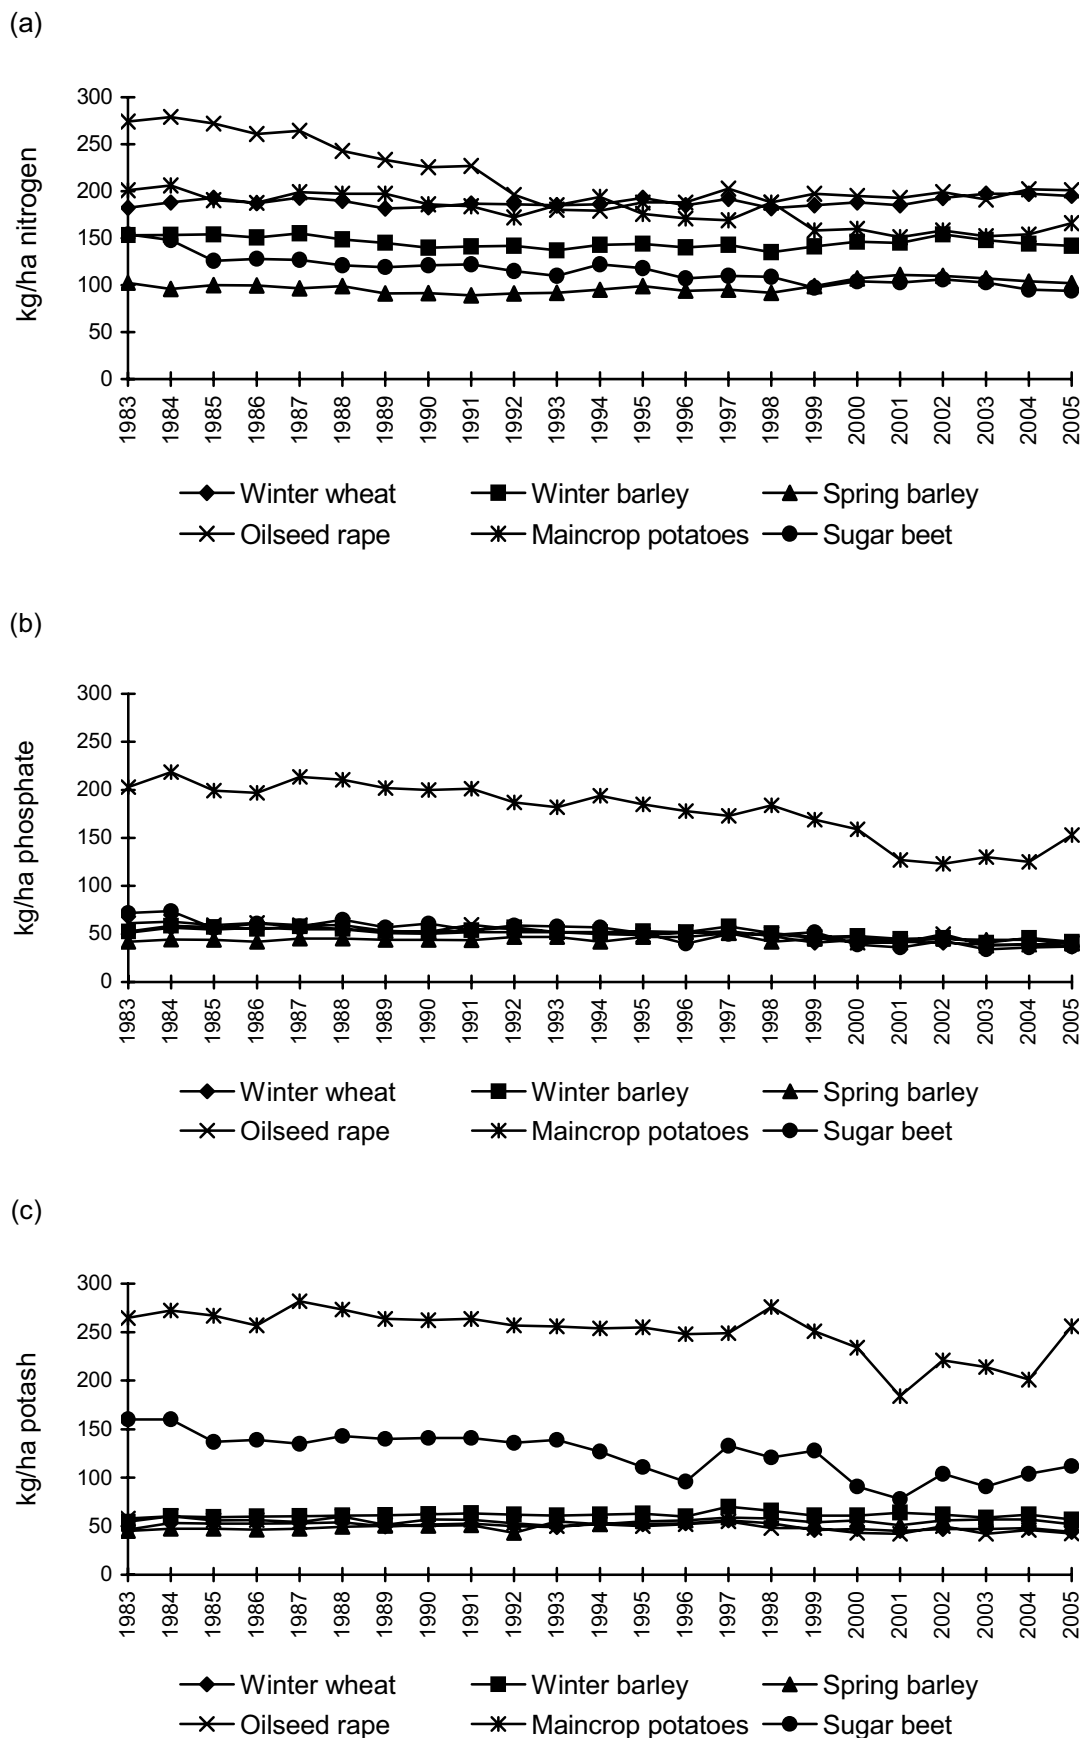 (a)
300
250
200
150
100
50
0
kg/ha nitrogen
1983 1984 1985 1986 1987 1988 1989 1990 1991 1992 1993 1994 1995 1996 1997 1998 1999 2000 2001 2002 2003 2004 2005
Winter wheat Winter barley Spring barley
Oilseed rape Maincrop potatoes Sugar beet
(b)
300
250
200
150
100
50
0
kg/ha phosphate
1983 1984 1985 1986 1987 1988 1989 1990 1991 1992 1993 1994 1995 1996 1997 1998 1999 2000 2001 2002 2003 2004 2005
Winter wheat Winter barley Spring barley
Oilseed rape Maincrop potatoes Sugar beet
(c)
300
250
200
150
100
50
0
kg/ha potash
1983 1984 1985 1986 1987 1988 1989 1990 1991 1992 1993 1994 1995 1996 1997 1998 1999 2000 2001 2002 2003 2004 2005
Winter wheat Winter barley Spring barley
Oilseed rape Maincrop potatoes Sugar beet